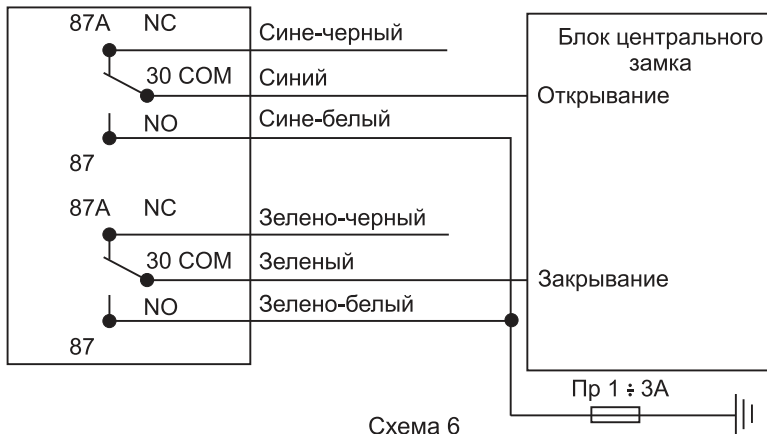 87A NC
Сине-черный
30 COM
Синий
NO
Сине-белый
87
87A NC
Зелено-черный
30 COM
Зеленый
NO
Зелено-белый
87
Блок центрального
замка
Открывание
Закрывание
Пр 1 ÷ 3А
Схема 6